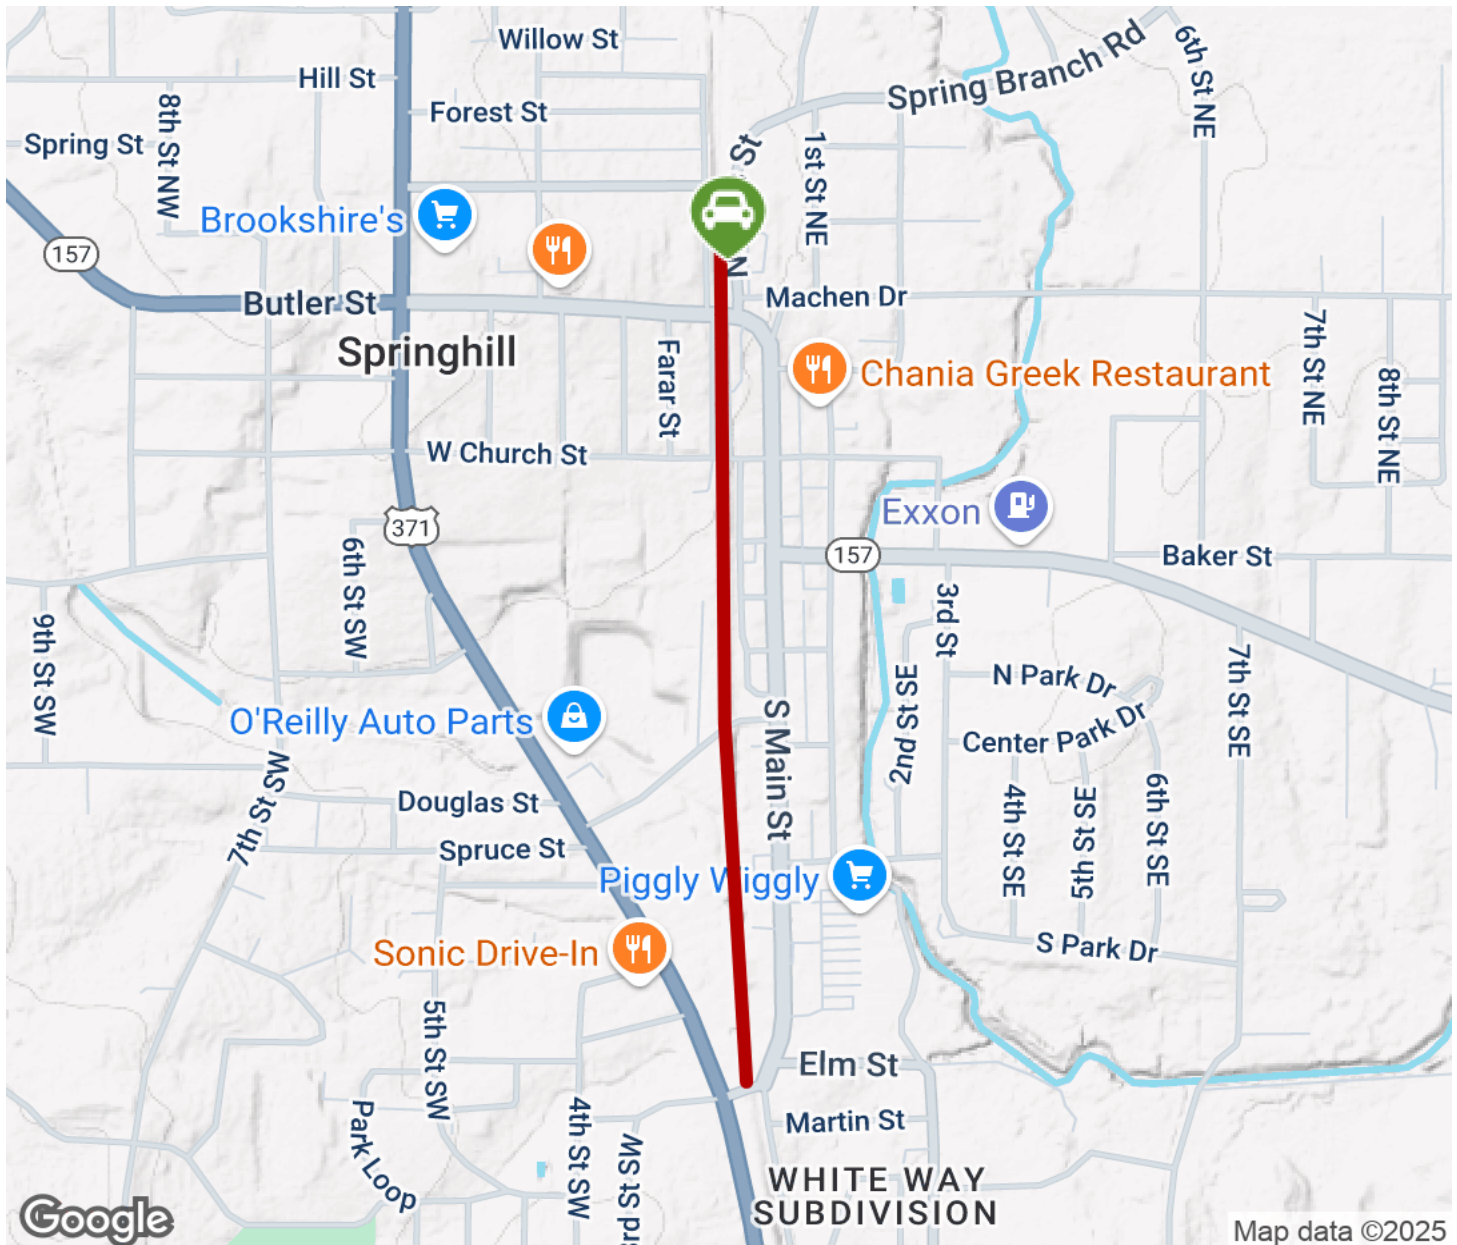 Willow St
6th St NE
Spring Branch Rd
Hill St
8th St NW
Forest St
Spring St
St
1st St NE
Brookshire's
157
N
Butler St
Machen Dr
Springhill
7th St NE
Farar St
Chania Greek Restaurant
8th St NE
W Church St
371
Exxon
157
Baker St
6th St SW
9th St SW
3rd St
2nd St SE
N Park Dr
7th St SE
O'Reilly Auto Parts
S Main St
Center Park Dr
7th St SW
Douglas St
4th St SE
5th St SE
6th St SE
Spruce St
Piggly Wiggly
Sonic Drive-In
S Park Dr
5th St SW
Elm St
Park Loop
4th St SW
Martin St
3rd St SW
WHITE WAY
SUBDIVISION
Google
Map data ©2025